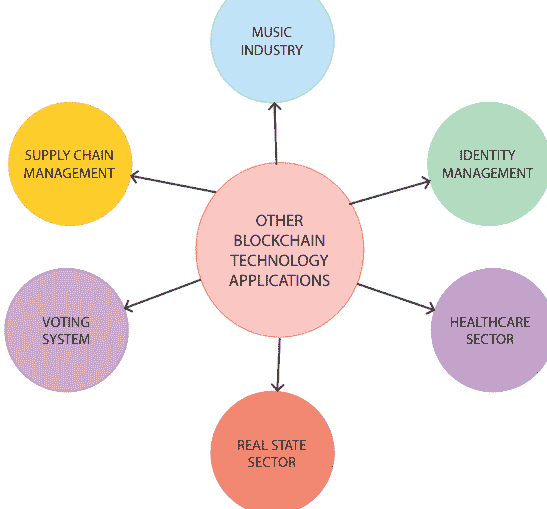 MUSIC
INDUSTRY
SUPPLY CHAIN
MANAGEMENT
IDENTITY
MANAGEMENT
OTHER
BLOCKCHAIN
TECHNOLOGY
APPLICATIONS
VOTING
SYSTEM
HEALTHCARE
SECTOR
REAL STATE
SECTOR